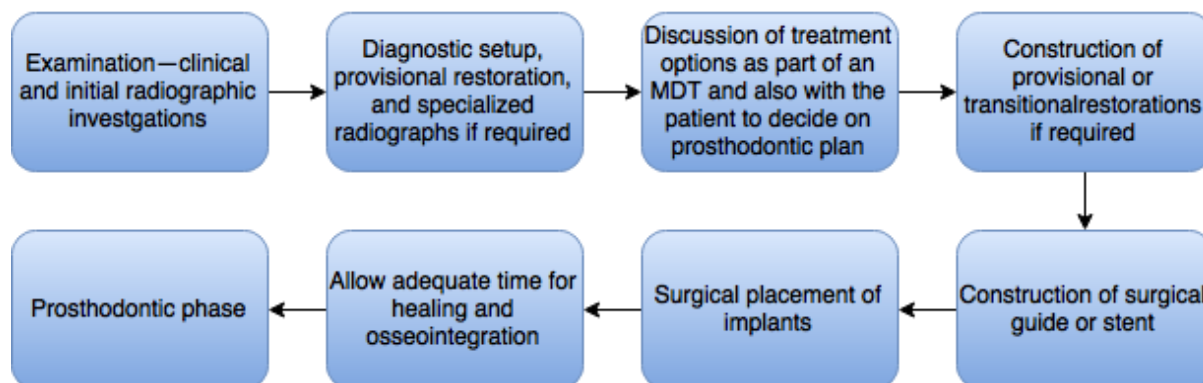 Examination—clinical
and initial radiographic
investgations
Diagnostic setup,
provisional restoration,
and specialized
radiographs if required
Discussion of treatment
options as part of an
MDT and also with the
patient to decide on
prosthodontic plan
Construction of
provisional or
transitionalrestorations
if required
Construction of surgical
guide or stent
Surgical placement of
implants
Allow adequate time for
healing and
osseointegration
Prosthodontic phase